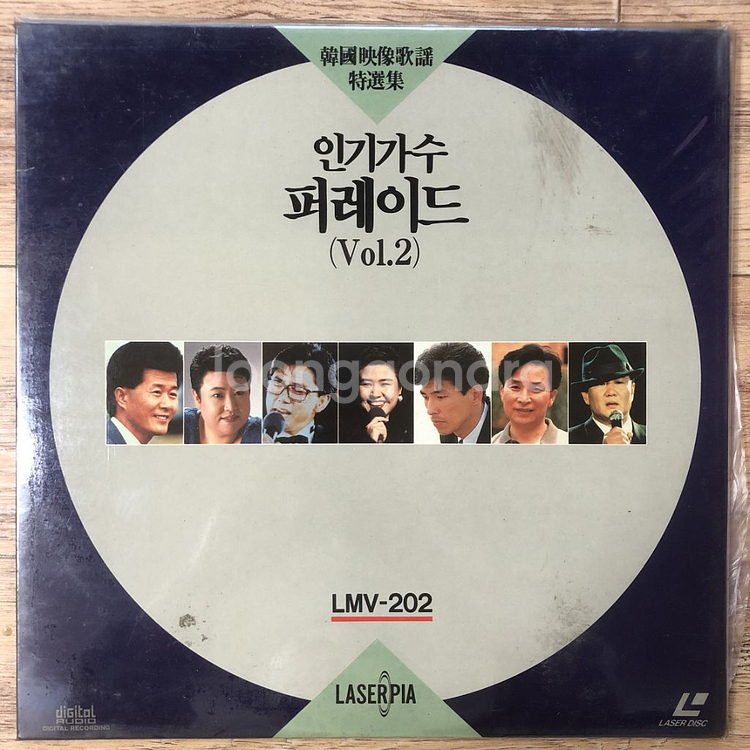 韓國映像歌謡
特選集
인기가수
퍼레이드
(Vol.2)
LMV-202
LASERPIA
digital
AUDIO
DIGITAL RECORDING
LASER DISC